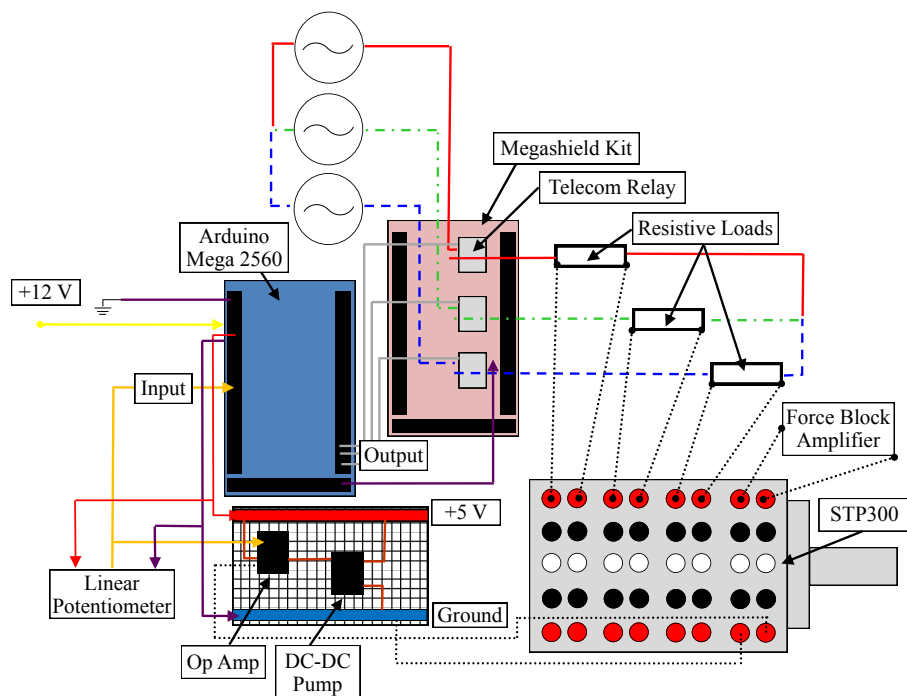 Megashield Kit
Telecom Relay
Arduino
Mega 2560
Resistive Loads
+12 V
Input
Output
Force Block
Amplifier
STP300
+5 V
Linear
Potentiometer
Ground
Op Amp
DC-DC
Pump